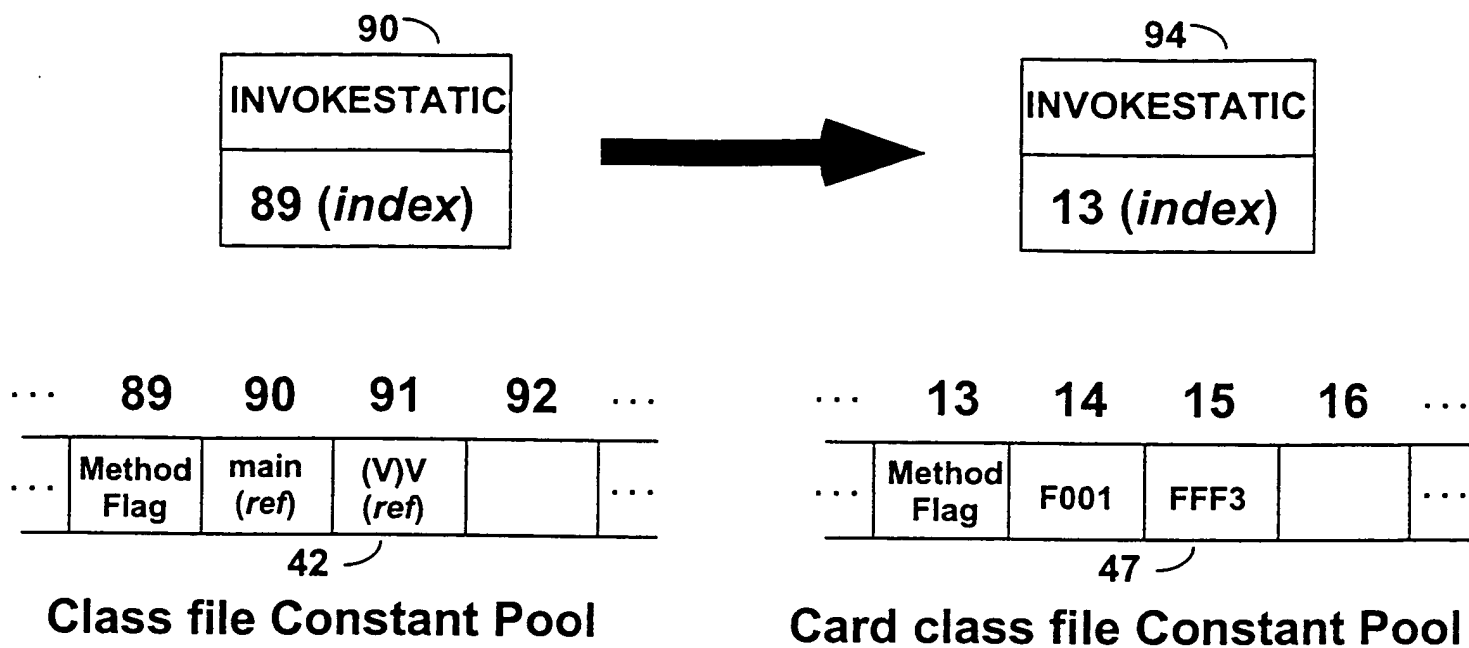 90
INVOKESTATIC
89 (index)
94
INVOKESTATIC
13 (index)
... 89 90 91 92 ...
... Method Flag main (ref) (V)V (ref) ...
42
Class file Constant Pool
... 13 14 15 16 ...
... Method Flag F001 FFF3 ...
47
Card class file Constant Pool